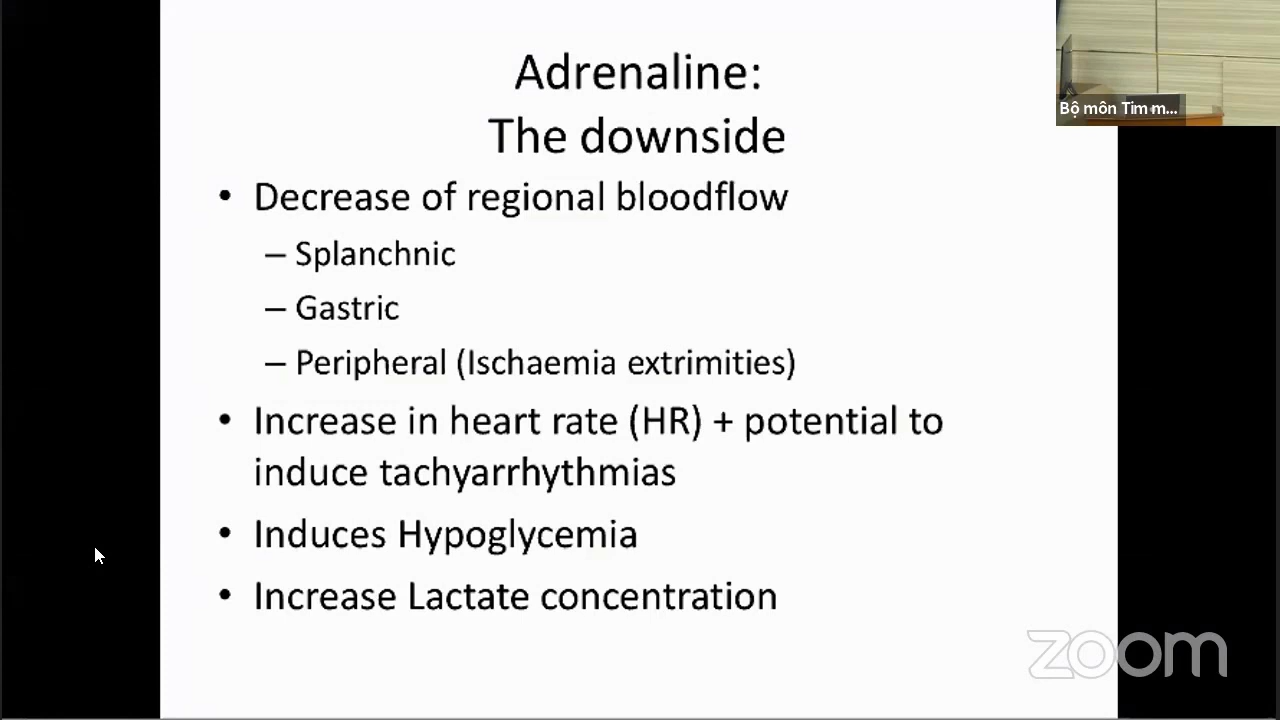 Adrenaline:
The downside
• Decrease of regional bloodflow
– Splanchnic
– Gastric
– Peripheral (Ischaemia extrimities)
• Increase in heart rate (HR) + potential to
induce tachyarrhythmias
• Induces Hypoglycemia
• Increase Lactate concentration
Bộ môn Tim m...
zoom